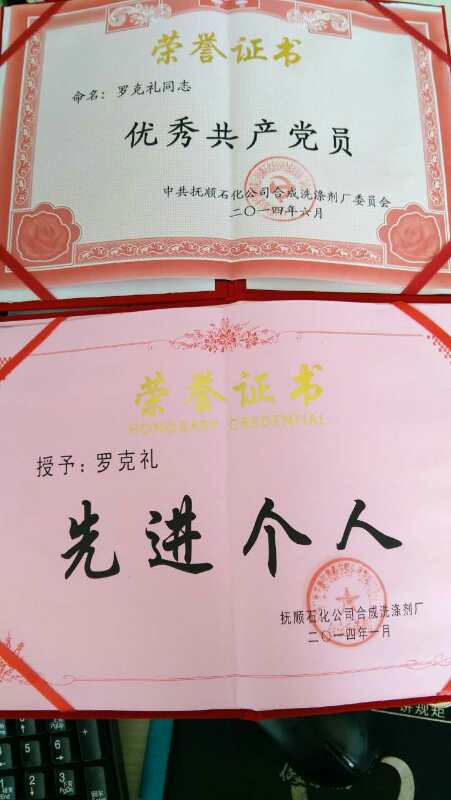 荣誉证书
命名：罗克礼同志
优秀共产党员
中共抚顺石化公司合成洗涤剂厂委员会
二〇一四年六月
荣誉证书
HONORARY CREDENTIAL
授予：罗克礼
先进个人
抚顺石化公司合成洗涤剂厂
二〇一四年一月
讲规矩